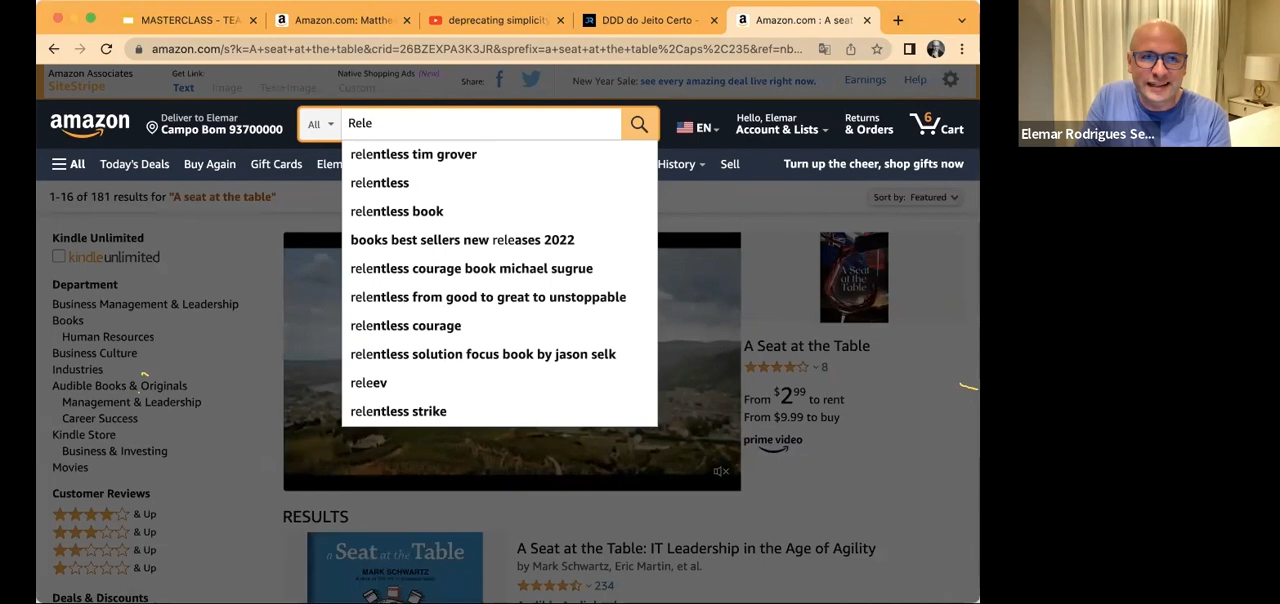 MASTERCLASS - TEA
Amazon.com: Matthe
deprecating simplicity
DDD do Jeito Certo -
Amazon.com : A seat
amazon.com/s?k=A+seat+at+the+table&crid=26BZEXPA3K3JR&sprefix=a+seat+at+the+table%2Caps%2C235&ref=nb...
Amazon Associates
SiteStripe
Get Link:
Text Image Text+Image
Native Shopping Ads (New)
Custom
Share:
New Year Sale: see every amazing deal live right now.
Earnings
Help
amazon
Deliver to Elemar
Campo Bom 93700000
All
Rele
EN
Hello, Elemar
Account & Lists
Returns
& Orders
6
Cart
All
Today's Deals
Buy Again
Gift Cards
Elem
History
Sell
Turn up the cheer, shop gifts now
relentless tim grover
relentless
relentless book
books best sellers new releases 2022
relentless courage book michael sugrue
relentless from good to great to unstoppable
relentless courage
relentless solution focus book by jason selk
releev
relentless strike
1-16 of 181 results for "A seat at the table"
Sort by: Featured
Kindle Unlimited
kindleunlimited
Department
Business Management & Leadership
Books
Human Resources
Business Culture
Industries
Audible Books & Originals
Management & Leadership
Career Success
Kindle Store
Business & Investing
Movies
Customer Reviews
& Up
& Up
& Up
& Up
Deals & Discounts
A Seat
at the
Table
A Seat at the Table
8
From $2.99 to rent
From $9.99 to buy
prime video
RESULTS
a Seat at the Table
MARK SCHWARTZ
A Seat at the Table: IT Leadership in the Age of Agility
by Mark Schwartz, Eric Martin, et al.
234
Elemar Rodrigues Se...